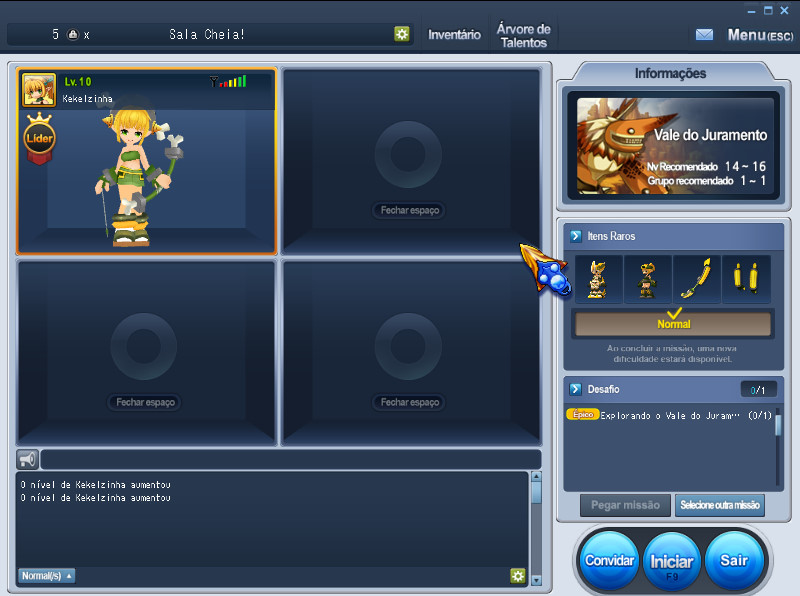 5 x
Sala Cheia!
Inventário
Árvore de
Talentos
Menu(ESC)
Lv.10
Kekelzinha
Líder
Fechar espaço
Fechar espaço
Fechar espaço
Informações
Vale do Juramento
Nv Recomendado 14 ~ 16
Grupo recomendado 1 ~ 1
Itens Raros
Normal
Ao concluir a missão, uma nova
dificuldade estará disponível.
Desafio
0/1
Épico Explorando o Vale do Juram··· (0/1)
Pegar missão
Selecione outra missão
O nível de Kekelzinha aumentou
O nível de Kekelzinha aumentou
Normal(/s)
Convidar
Iniciar
F9
Sair